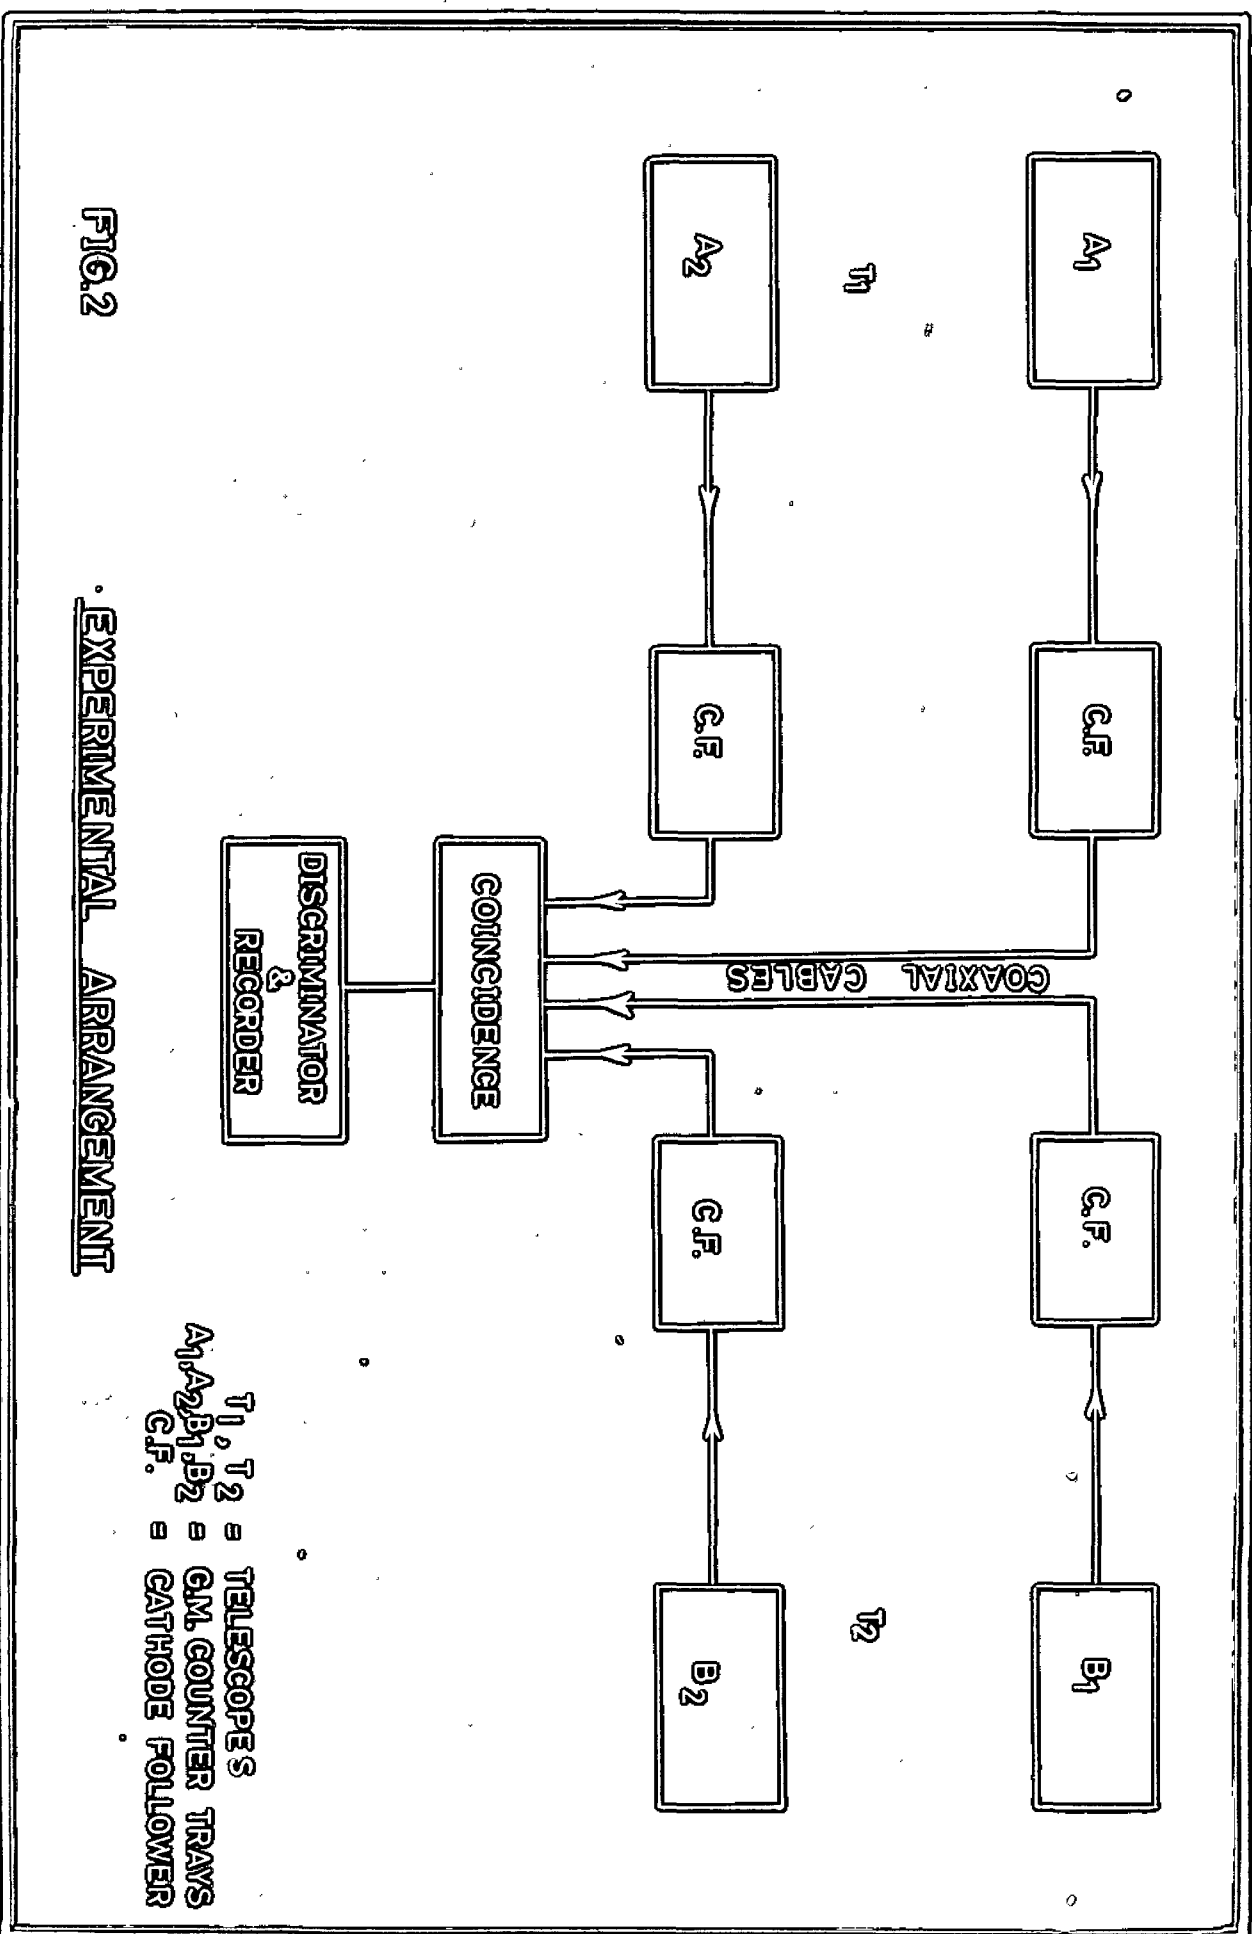 A1
C.F.
C.F.
B1
T1
T2
COAXIAL CABLES
A2
C.F.
C.F.
B2
COINCIDENCE
DISCRIMINATOR
&
RECORDER
T1, T2 = TELESCOPES
A1,A2,B1,B2 = G.M. COUNTER TRAYS
C.F. = CATHODE FOLLOWER
FIG.2
EXPERIMENTAL ARRANGEMENT